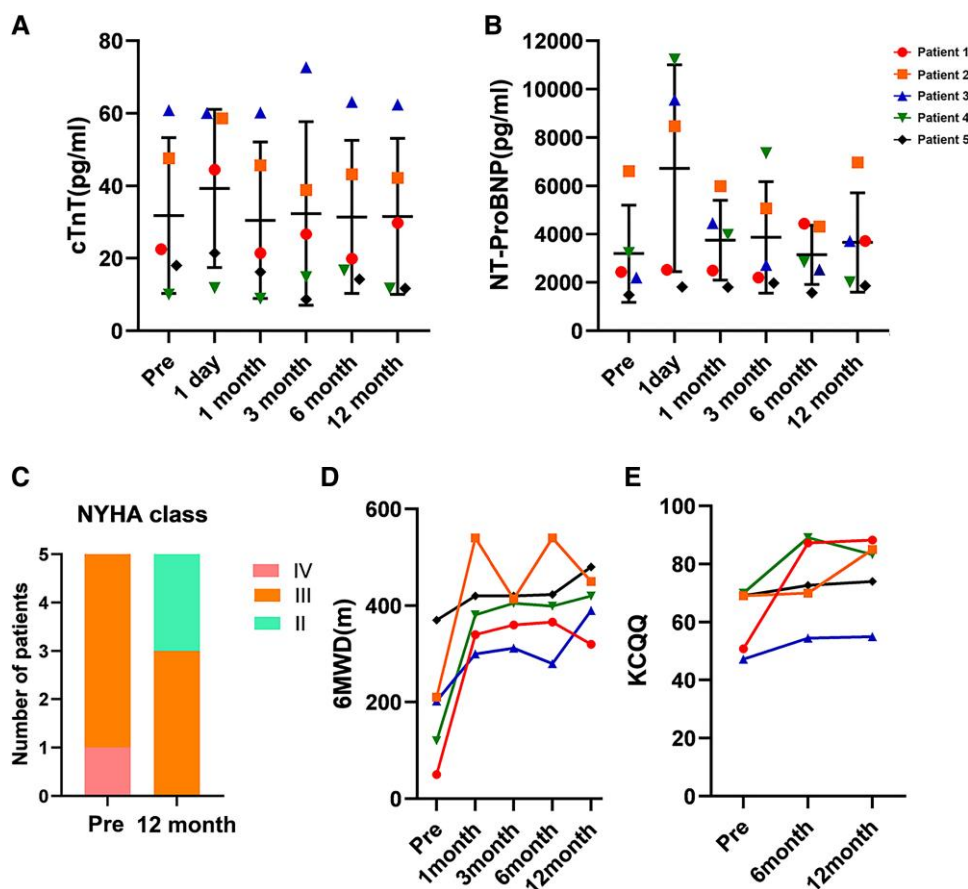 A
cTnT(pg/ml)
80
60
40
20
0
Pre
1 day
1 month
3 month
6 month
12 month
B
NT-ProBNP(pg/ml)
12000
10000
8000
6000
4000
2000
0
Pre
1day
1 month
3 month
6 month
12 month
Patient 1
Patient 2
Patient 3
Patient 4
Patient 5
C
NYHA class
Number of patients
5
4
3
2
1
0
Pre
12 month
IV
III
II
D
6MWD(m)
600
400
200
0
Pre
1month
3month
6month
12month
E
KCQQ
100
80
60
40
20
0
Pre
6month
12month